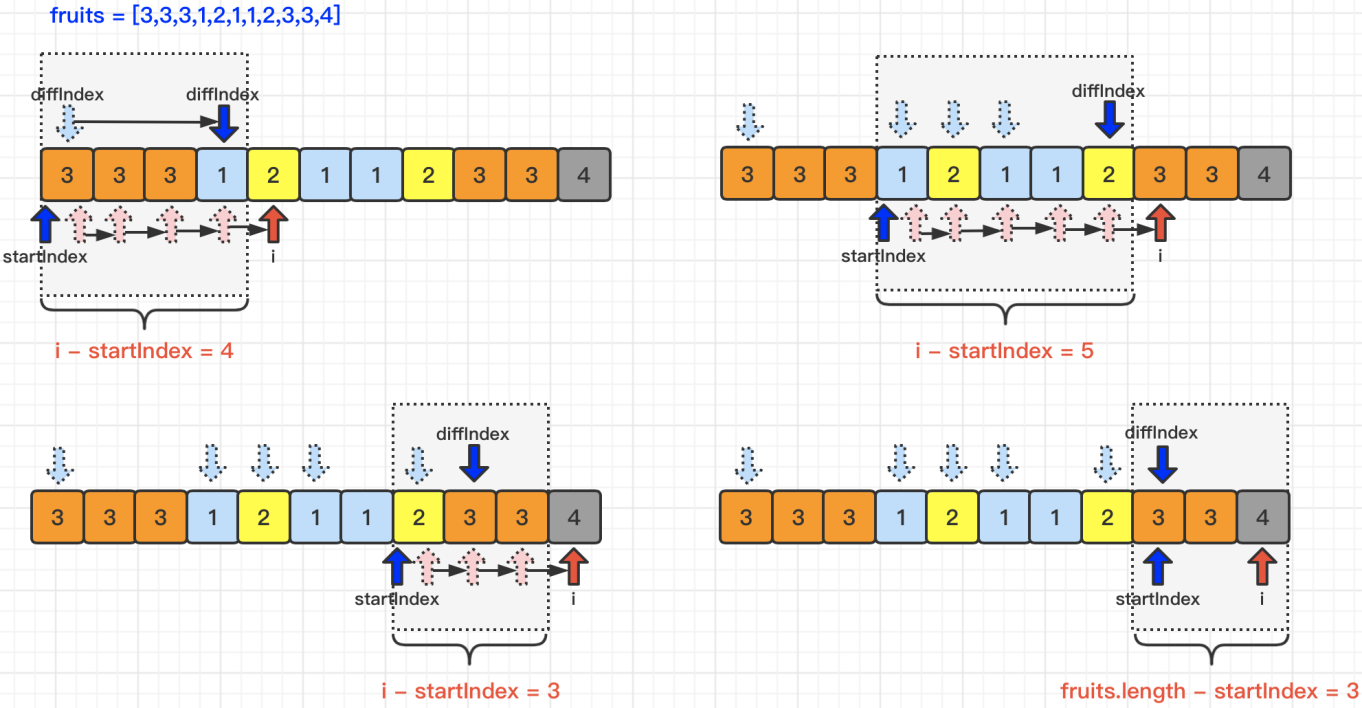 fruits = [3,3,3,1,2,1,1,2,3,3,4]
diffIndex diffIndex
3 3 3 1 2 1 1 2 3 3 4
startIndex i
i - startIndex = 4
diffIndex
3 3 3 1 2 1 1 2 3 3 4
startIndex i
i - startIndex = 5
diffIndex
3 3 3 1 2 1 1 2 3 3 4
startIndex i
i - startIndex = 3
diffIndex
3 3 3 1 2 1 1 2 3 3 4
startIndex i
fruits.length - startIndex = 3